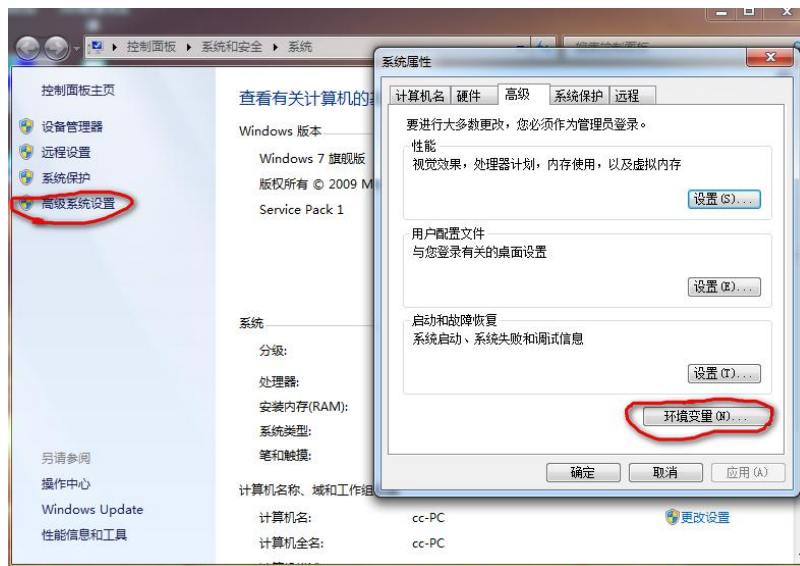 控制面板 ▸ 系统和安全 ▸ 系统
控制面板主页
设备管理器
远程设置
系统保护
高级系统设置
另请参阅
操作中心
Windows Update
性能信息和工具
查看有关计算机的
Windows 版本
Windows 7 旗舰版
版权所有 © 2009 M
Service Pack 1
系统
分级:
处理器:
安装内存(RAM):
系统类型:
笔和触摸:
计算机名称、域和工作组
计算机名: cc-PC
更改设置
计算机全名: cc-PC
系统属性
计算机名 硬件 高级 系统保护 远程
要进行大多数更改，您必须作为管理员登录。
性能
视觉效果，处理器计划，内存使用，以及虚拟内存
设置(S)...
用户配置文件
与您登录有关的桌面设置
设置(E)...
启动和故障恢复
系统启动、系统失败和调试信息
设置(T)...
环境变量(N)...
确定 取消 应用(A)